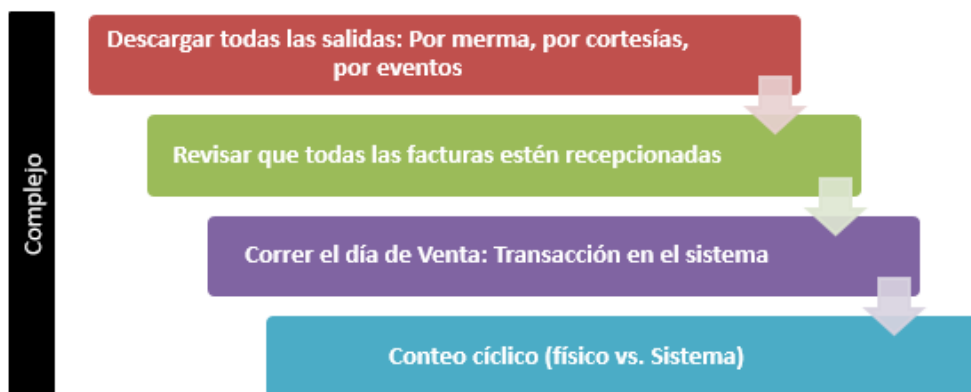 Complejo
Descargar todas las salidas: Por merma, por cortesías,
por eventos
Revisar que todas las facturas estén recepcionadas
Correr el día de Venta: Transacción en el sistema
Conteo cíclico (físico vs. Sistema)